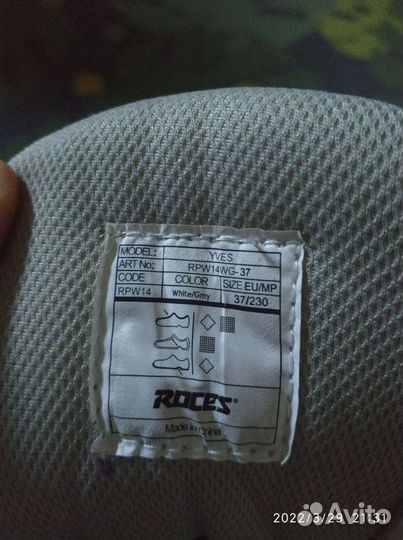 MODEL: YVES
ART No: RPW14WG-37
CODE COLOR SIZE EU/MP
RPW14 White/Grey 37/230
ROCES
Made in China
2022/3/29 21:31
Avito